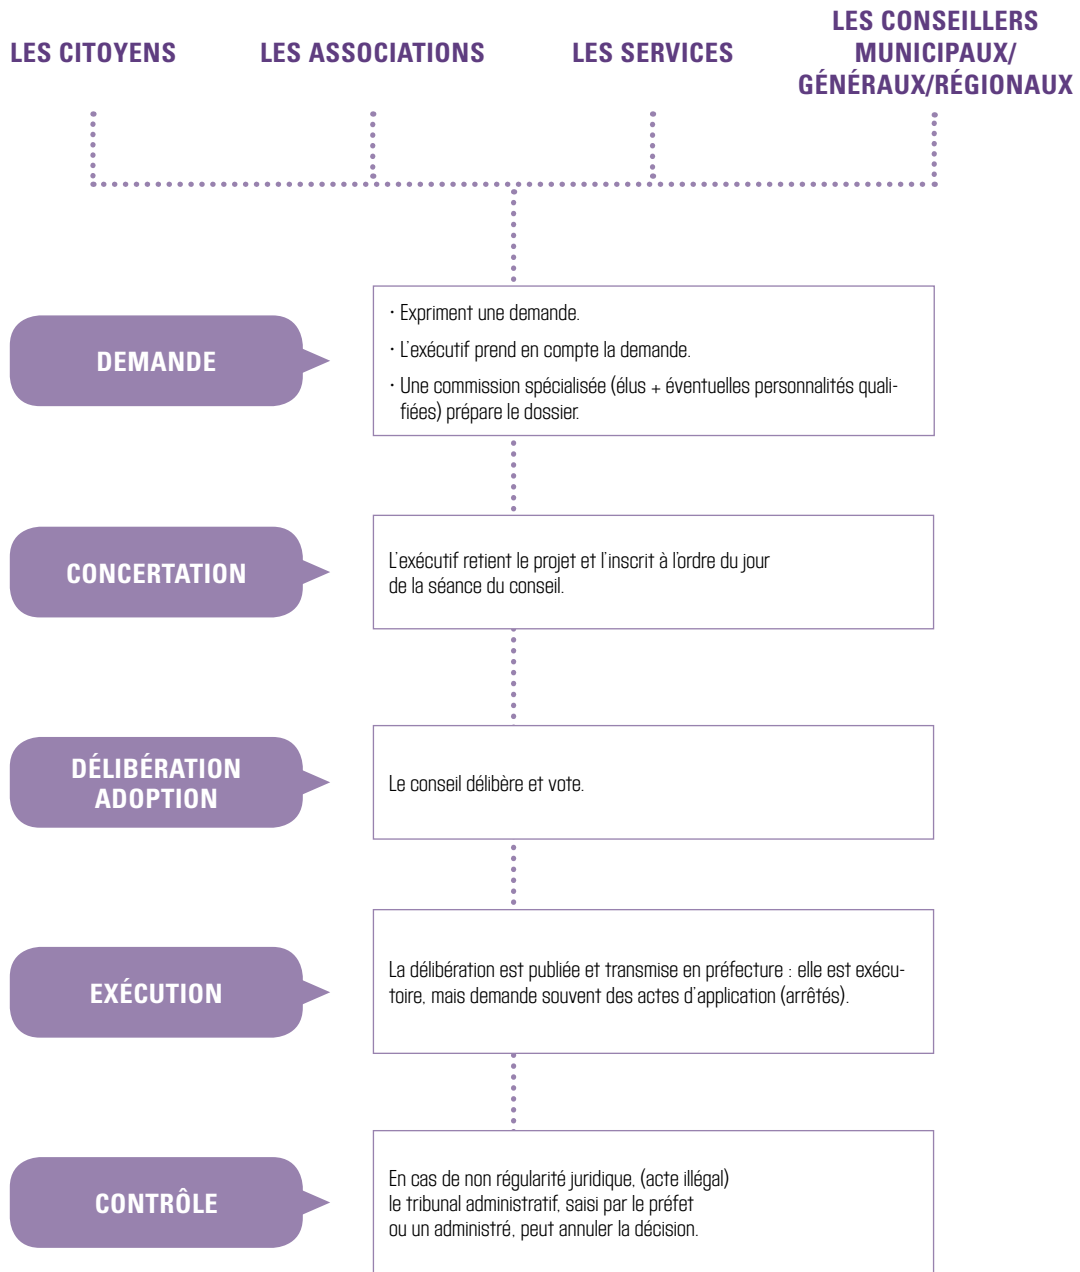 LES CITOYENS
LES ASSOCIATIONS
LES SERVICES
LES CONSEILLERS
MUNICIPAUX/
GÉNÉRAUX/RÉGIONAUX
DEMANDE
· Expriment une demande.
· L'exécutif prend en compte la demande.
· Une commission spécialisée (élus + éventuelles personnalités quali-
fiées) prépare le dossier.
CONCERTATION
L'exécutif retient le projet et l'inscrit à l'ordre du jour
de la séance du conseil.
DÉLIBÉRATION
ADOPTION
Le conseil délibère et vote.
EXÉCUTION
La délibération est publiée et transmise en préfecture : elle est exécu-
toire, mais demande souvent des actes d'application (arrêtés).
CONTRÔLE
En cas de non régularité juridique, (acte illégal)
le tribunal administratif, saisi par le préfet
ou un administré, peut annuler la décision.